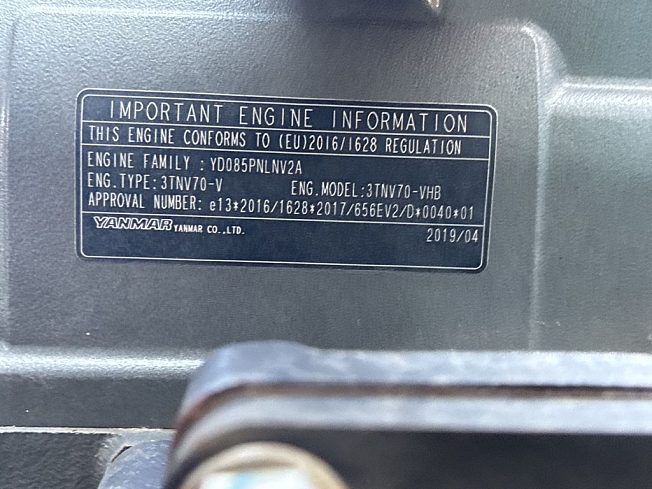 IMPORTANT ENGINE INFORMATION
THIS ENGINE CONFORMS TO (EU)2016/1628 REGULATION
ENGINE FAMILY : YD085PNLNV2A
ENG.TYPE: 3TNV70-V ENG.MODEL: 3TNV70-VHB
APPROVAL NUMBER: e13*2016/1628*2017/656EV2/D*0040*01
YANMAR YANMAR CO.,LTD. 2019/04